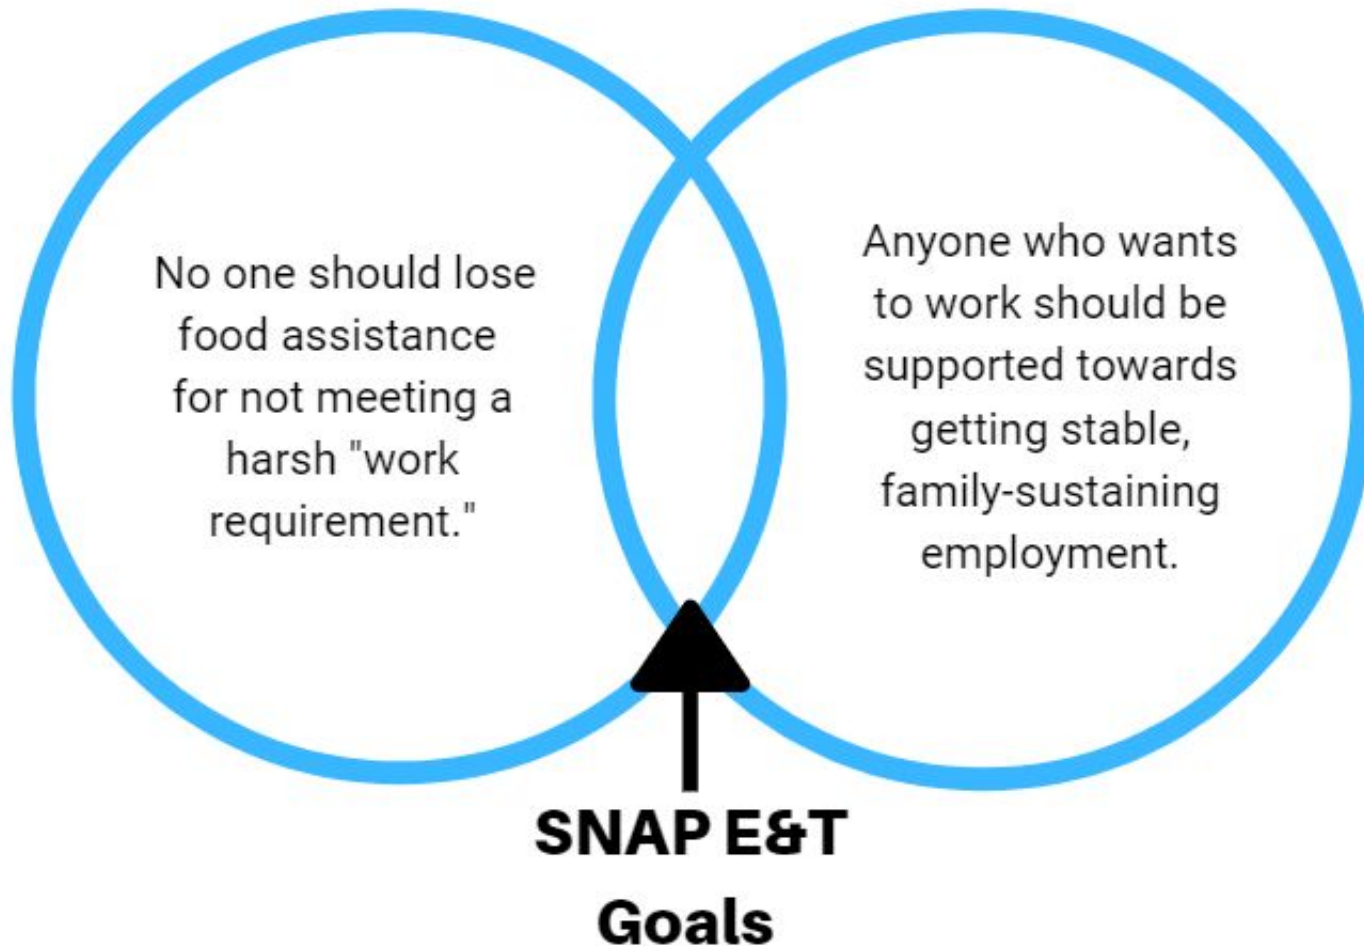 No one should lose
food assistance
for not meeting a
harsh "work
requirement."
Anyone who wants
to work should be
supported towards
getting stable,
family-sustaining
employment.
SNAP E&T
Goals